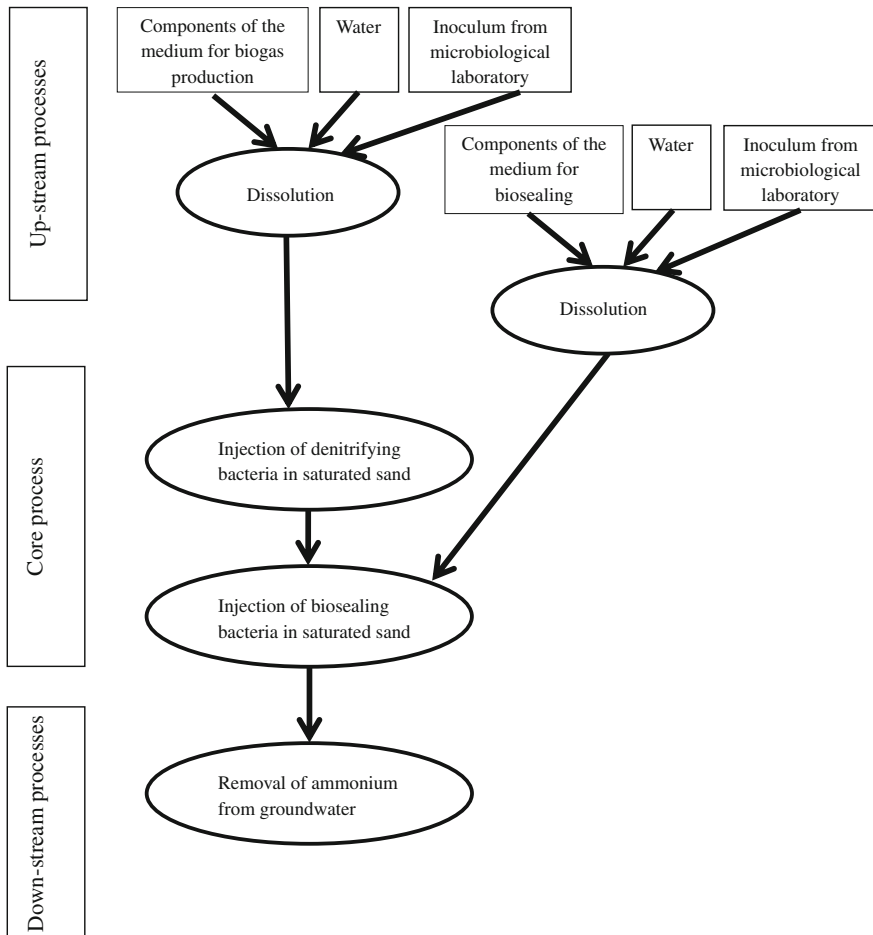 Up-stream processes
Components of the
medium for biogas
production
Water
Inoculum from
microbiological
laboratory
Dissolution
Components of the
medium for
biosealing
Water
Inoculum from
microbiological
laboratory
Dissolution
Core process
Injection of denitrifying
bacteria in saturated sand
Injection of biosealing
bacteria in saturated sand
Down-stream processes
Removal of ammonium
from groundwater